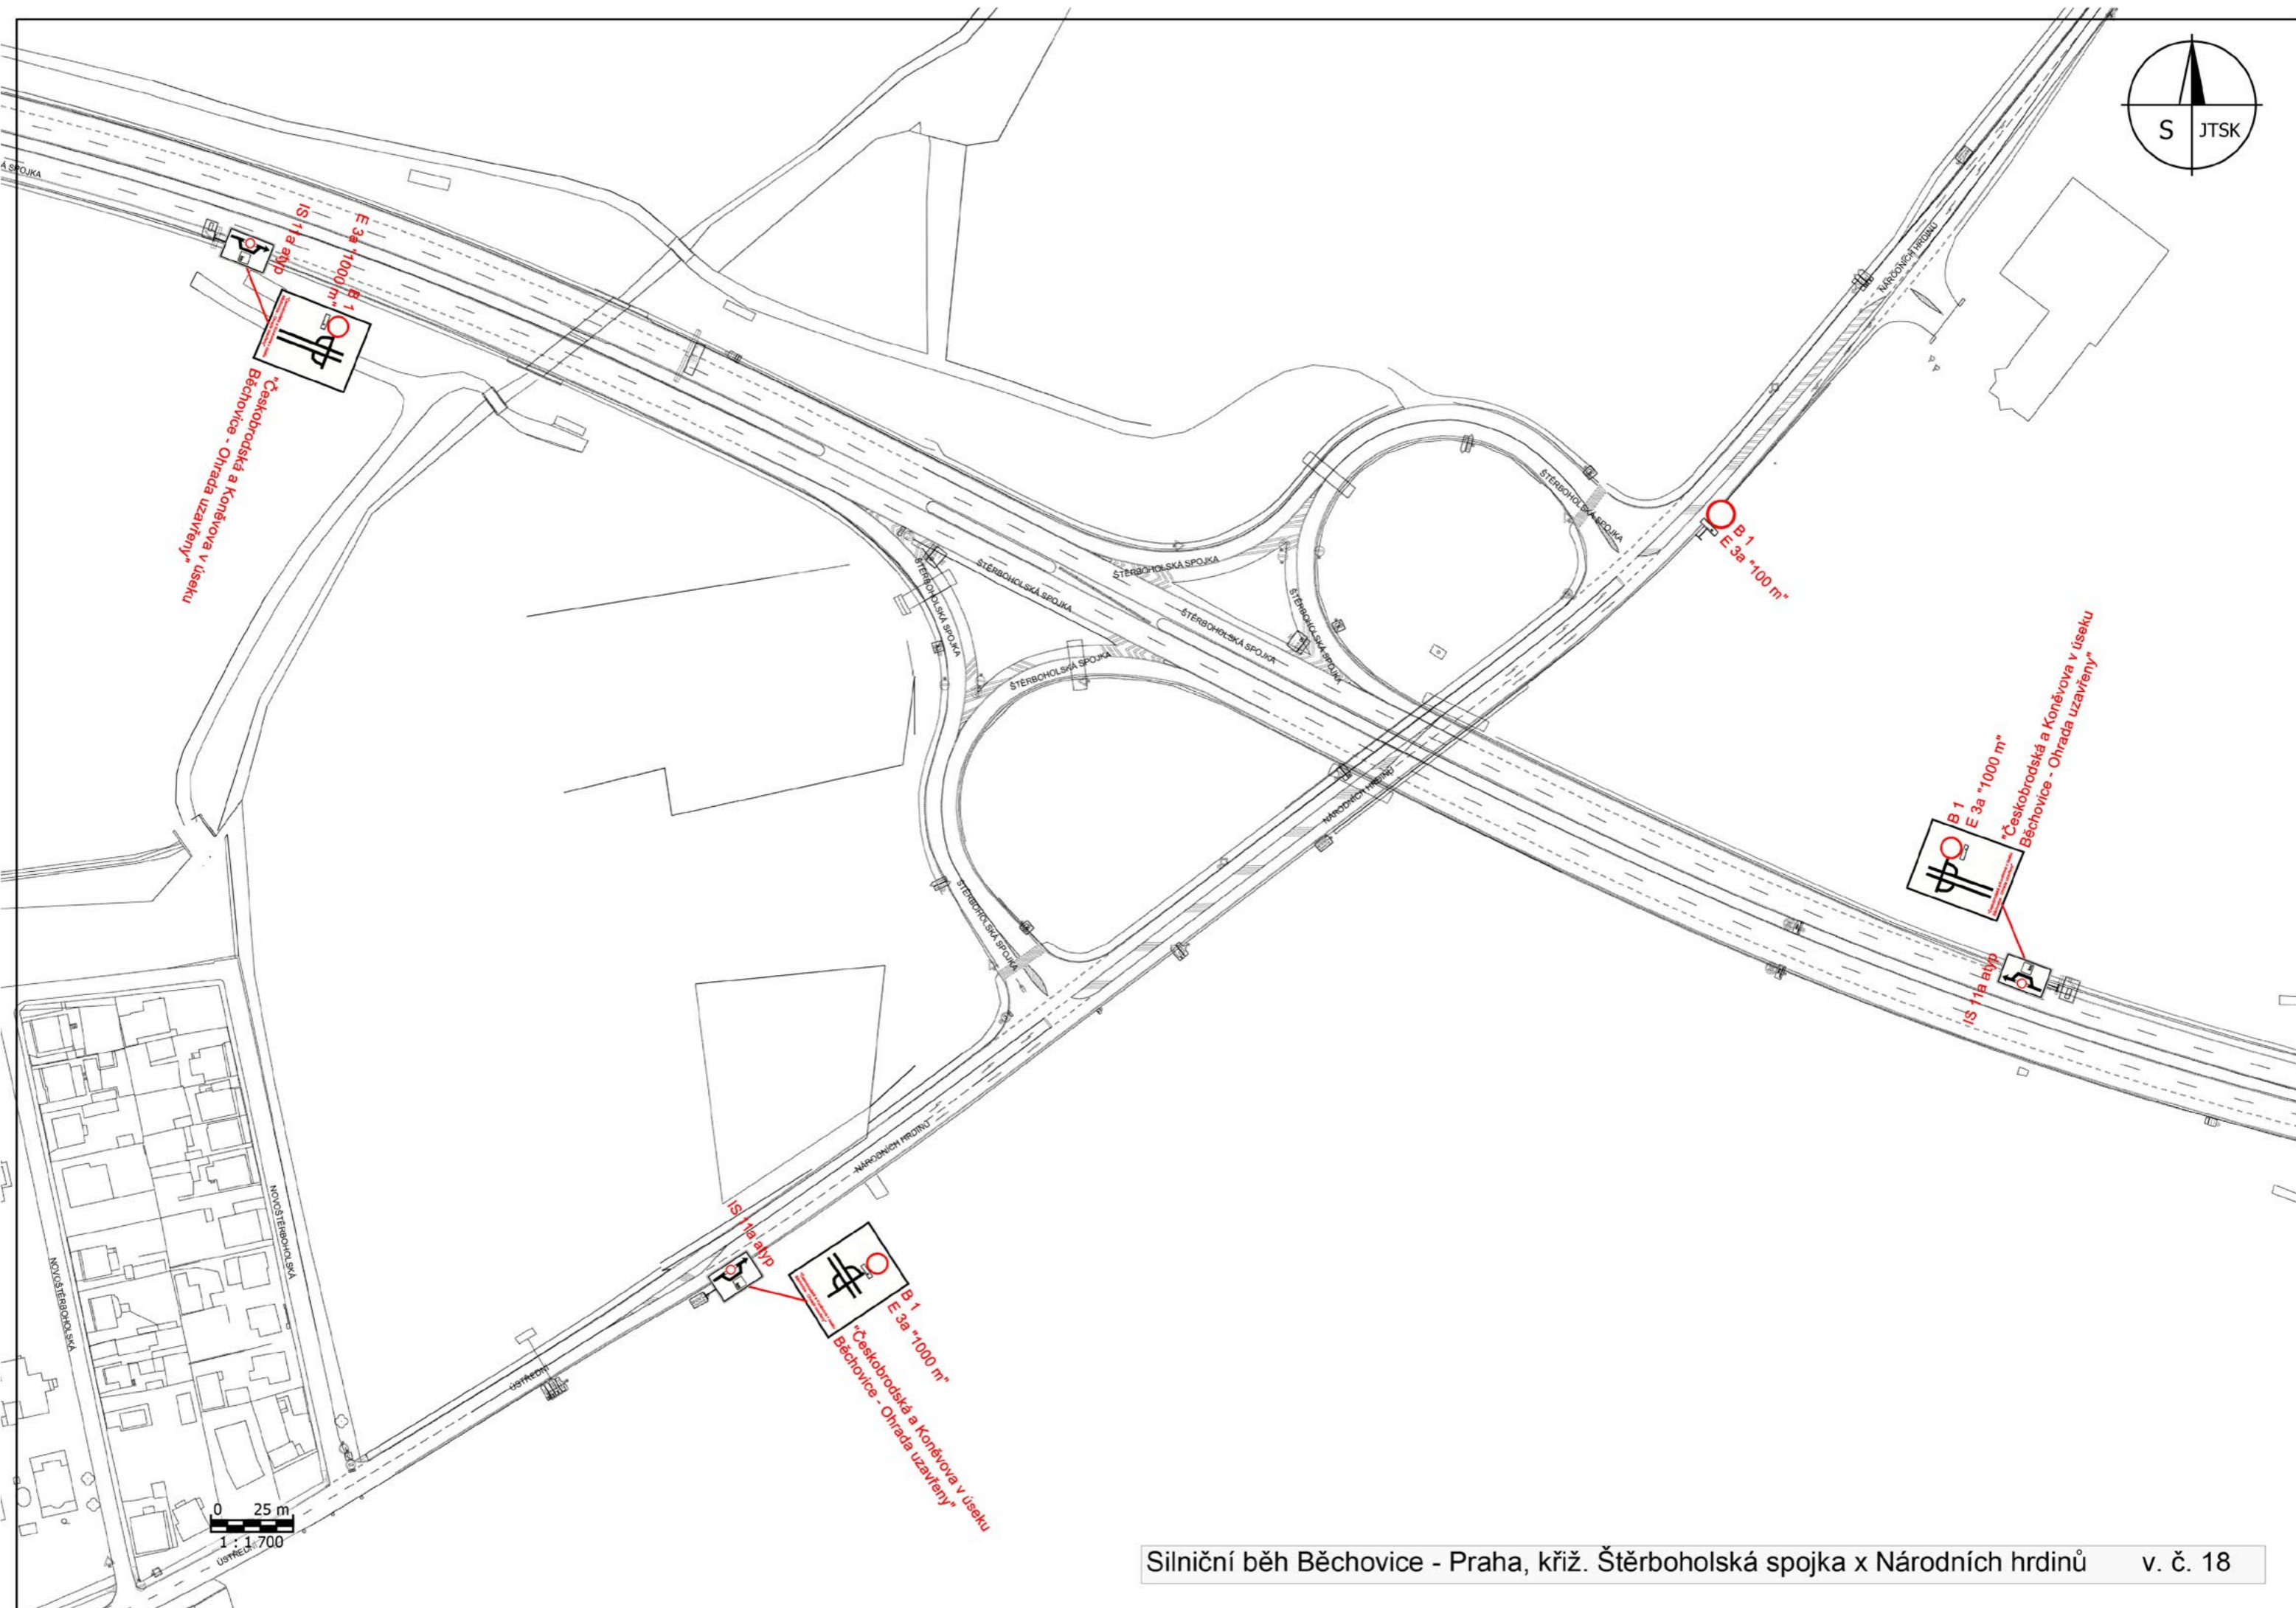 S
JTSK
Á SPOJKA
IS 11a atyp
E 3a "1000 m"
B 1
"Českobrodská a Koněvova v úseku
Běchovice - Ohrada uzavřeny"
NÁRODNÍCH HRDINŮ
ŠTĚRBOHOLSKÁ SPOJKA
B 1
E 3a "100 m"
ŠTĚRBOHOLSKÁ SPOJKA
ŠTĚRBOHOLSKÁ SPOJKA
ŠTĚRBOHOLSKÁ SPOJKA
ŠTĚRBOHOLSKÁ SPOJKA
ŠTĚRBOHOLSKÁ SPOJKA
ŠTĚRBOHOLSKÁ SPOJKA
"Českobrodská a Koněvova v úseku
Běchovice - Ohrada uzavřeny"
B 1
E 3a "1000 m"
NÁRODNÍCH HRDINŮ
ŠTĚRBOHOLSKÁ SPOJKA
IS 11a atyp
NÁRODNÍCH HRDINŮ
NOVOŠTĚRBOHOLSKÁ
NOVOŠTĚRBOHOLSKÁ
IS 11a atyp
B 1
E 3a "1000 m"
"Českobrodská a Koněvova v úseku
Běchovice - Ohrada uzavřeny"
ÚSTŘEDNÍ
0 25 m
1 : 1 700
ÚSTŘEDNÍ
Silniční běh Běchovice - Praha, křiž. Štěrboholská spojka x Národních hrdinů v. č. 18